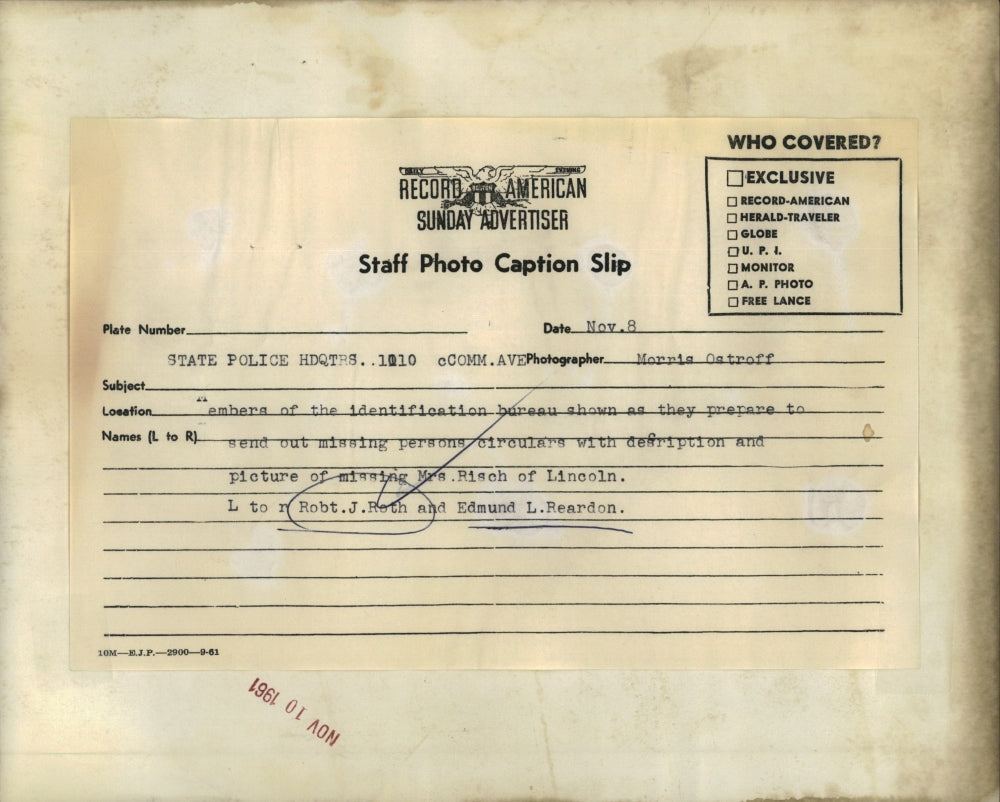 WHO COVERED?
EXCLUSIVE
RECORD-AMERICAN
HERALD-TRAVELER
GLOBE
U. P. I.
MONITOR
A. P. PHOTO
FREE LANCE
DAILY EVENING
RECORD AMERICAN
SUNDAY ADVERTISER
Staff Photo Caption Slip
Plate Number
Date Nov.8
STATE POLICE HDQTRS..1010 cCOMM.AVE Photographer Morris Ostroff
Subject
Location Members of the identification bureau shown as they prepare to
Names (L to R) send out missing persons circulars with desription and
picture of missing Mrs.Risch of Lincoln.
L to r Robt.J.Roth and Edmund L.Reardon.
10M—E.J.P.—2900—9-61
NOV 10 1961